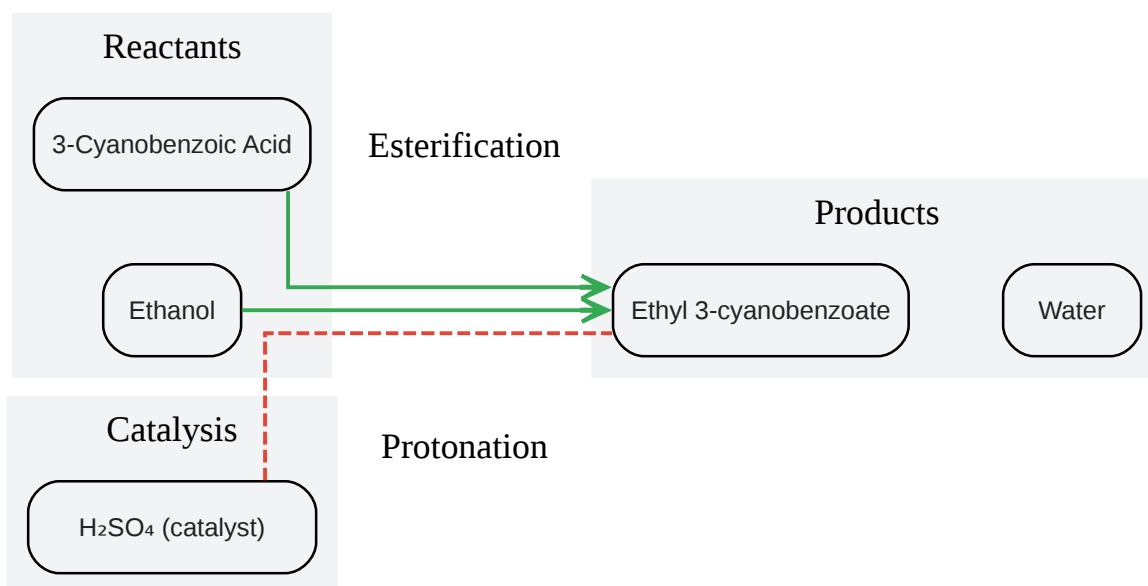 Reactants
3-Cyanobenzoic Acid
Esterification
Products
Ethanol
Ethyl 3-cyanobenzoate
Water
Catalysis
Protonation
H₂SO₄ (catalyst)